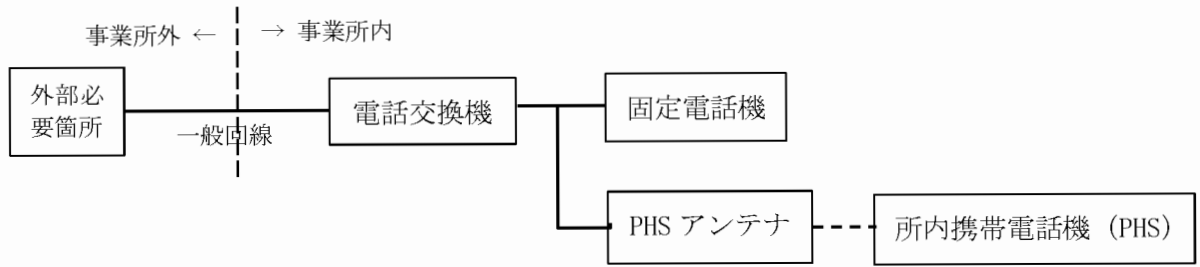 事業所外 ← → 事業所内
外部必
要箇所
一般回線
電話交換機
固定電話機
PHS アンテナ
所内携帯電話機（PHS）